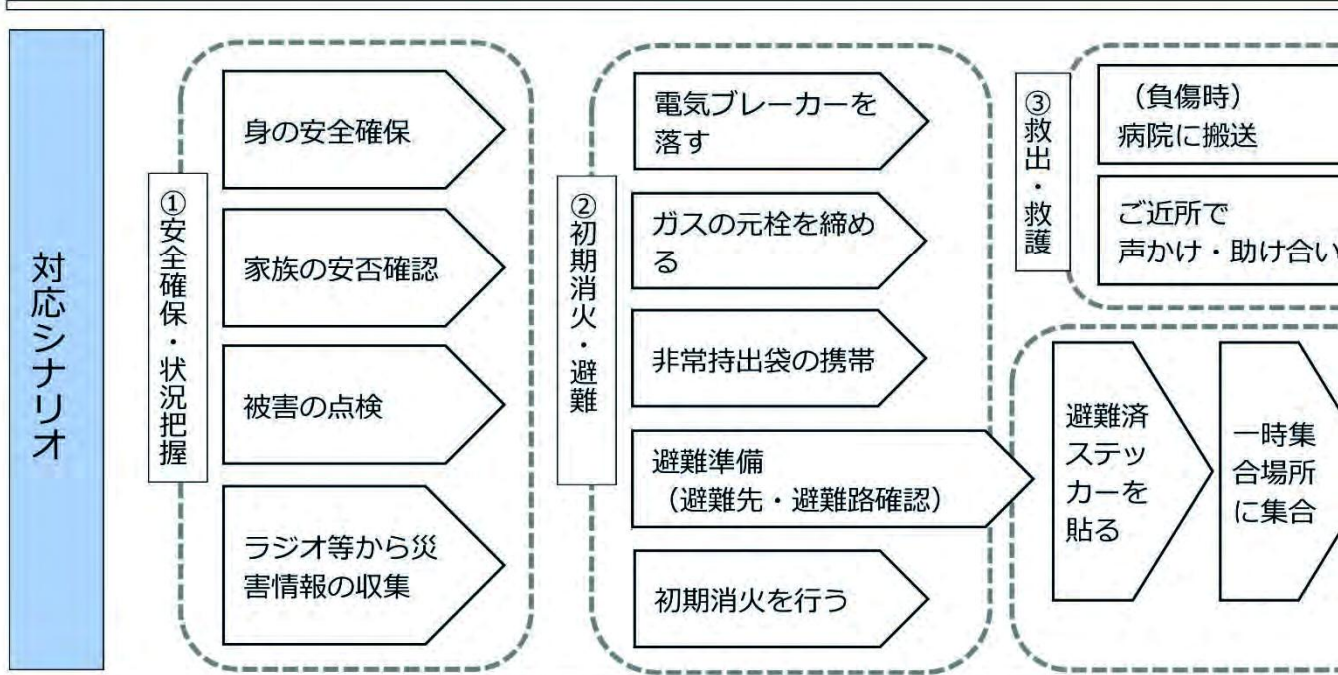 対応シナリオ
①安全確保・状況把握
身の安全確保
家族の安否確認
被害の点検
ラジオ等から災
害情報の収集
②初期消火・避難
電気ブレーカーを
落す
ガスの元栓を締め
る
非常持出袋の携帯
避難準備
（避難先・避難路確認）
初期消火を行う
③救出・救護
（負傷時）
病院に搬送
ご近所で
声かけ・助け合い
避難済
ステッ
カーを
貼る
一時集
合場所
に集合